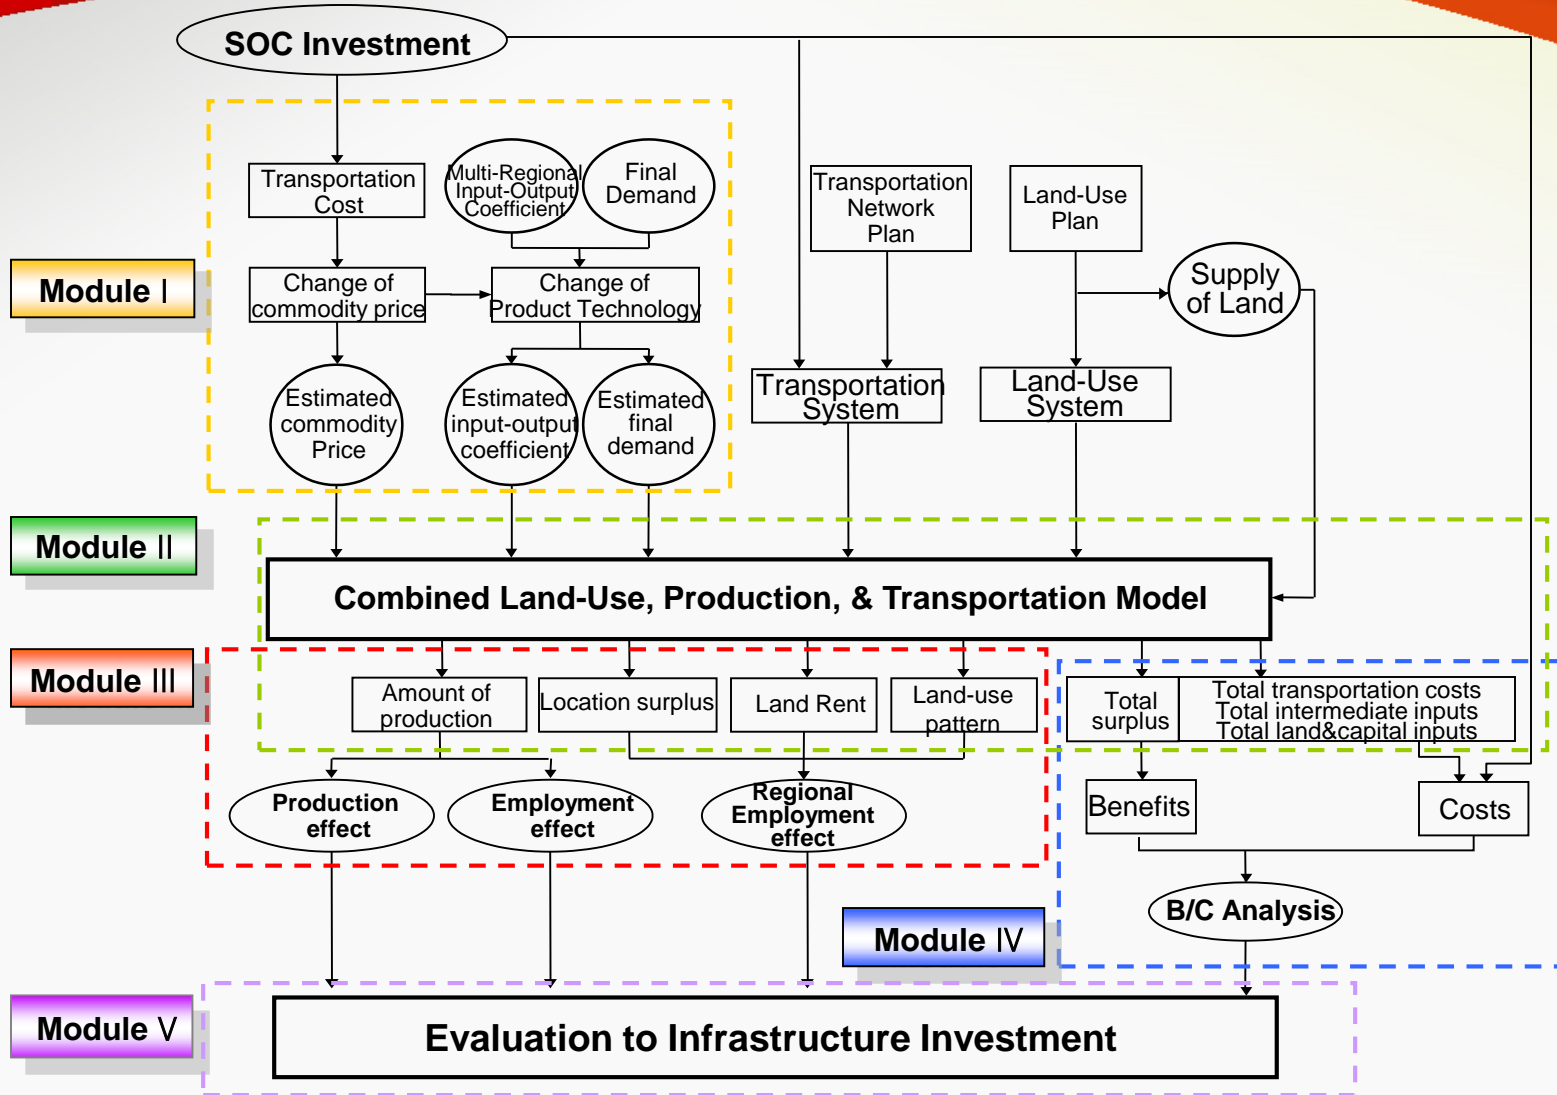 SOC Investment
Transportation
Cost
Multi-Regional
Input-Output
Coefficient
Final
Demand
Transportation
Network
Plan
Land-Use
Plan
Supply
of Land
Module Ⅰ
Change of
commodity price
Change of
Product Technology
Estimated
commodity
Price
Estimated
input-output
coefficient
Estimated
final
demand
Transportation
System
Land-Use
System
Module Ⅱ
Combined Land-Use, Production, & Transportation Model
Module Ⅲ
Amount of
production
Location surplus
Land Rent
Land-use
pattern
Total
surplus
Total transportation costs
Total intermediate inputs
Total land&capital inputs
Production
effect
Employment
effect
Regional
Employment
effect
Benefits
Costs
B/C Analysis
Module Ⅳ
Module Ⅴ
Evaluation to Infrastructure Investment